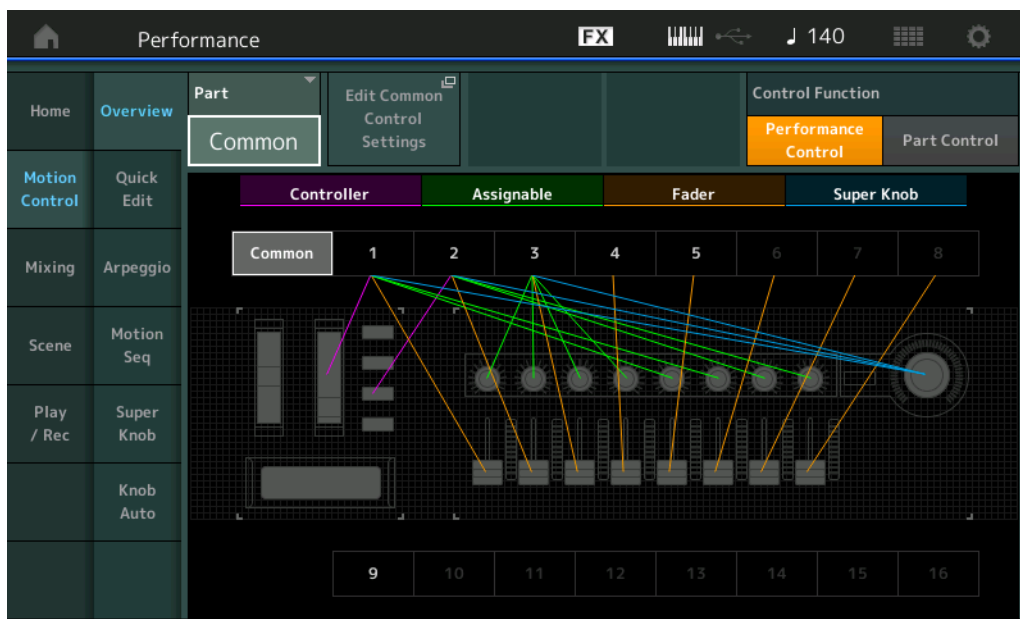 Performance
FX
140
Home
Overview
Part
Common
Edit Common
Control
Settings
Control Function
Performance
Control
Part Control
Motion
Control
Quick
Edit
Controller
Assignable
Fader
Super Knob
Mixing
Arpeggio
Common
1
2
3
4
5
6
7
8
Scene
Motion
Seq
Play
/ Rec
Super
Knob
Knob
Auto
9
10
11
12
13
14
15
16